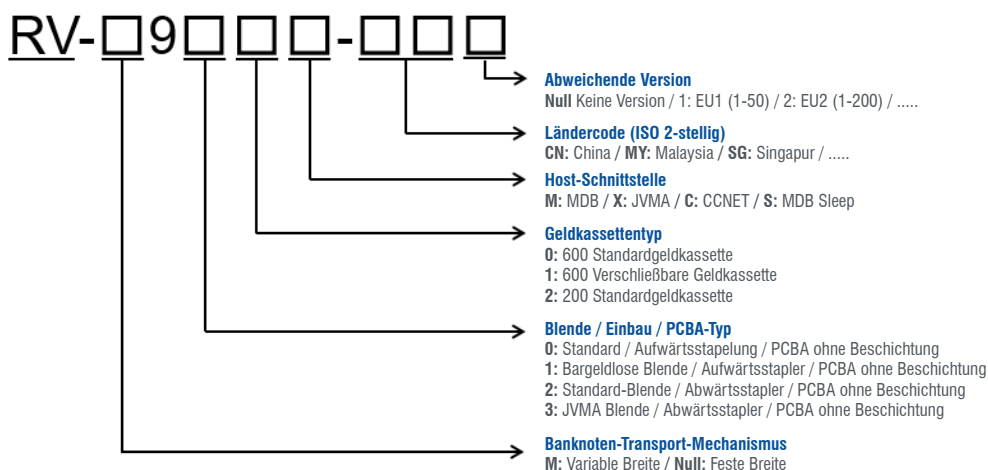 RV-□9□□□-□□□
Abweichende Version
Null Keine Version / 1: EU1 (1-50) / 2: EU2 (1-200) / .....
Ländercode (ISO 2-stellig)
CN: China / MY: Malaysia / SG: Singapur / .....
Host-Schnittstelle
M: MDB / X: JVMA / C: CCNET / S: MDB Sleep
Geldkassettentyp
0: 600 Standardgeldkassette
1: 600 Verschließbare Geldkassette
2: 200 Standardgeldkassette
Blende / Einbau / PCBA-Typ
0: Standard / Aufwärtsstapelung / PCBA ohne Beschichtung
1: Bargeldlose Blende / Aufwärtsstapler / PCBA ohne Beschichtung
2: Standard-Blende / Abwärtsstapler / PCBA ohne Beschichtung
3: JVMA Blende / Abwärtsstapler / PCBA ohne Beschichtung
Banknoten-Transport-Mechanismus
M: Variable Breite / Null: Feste Breite